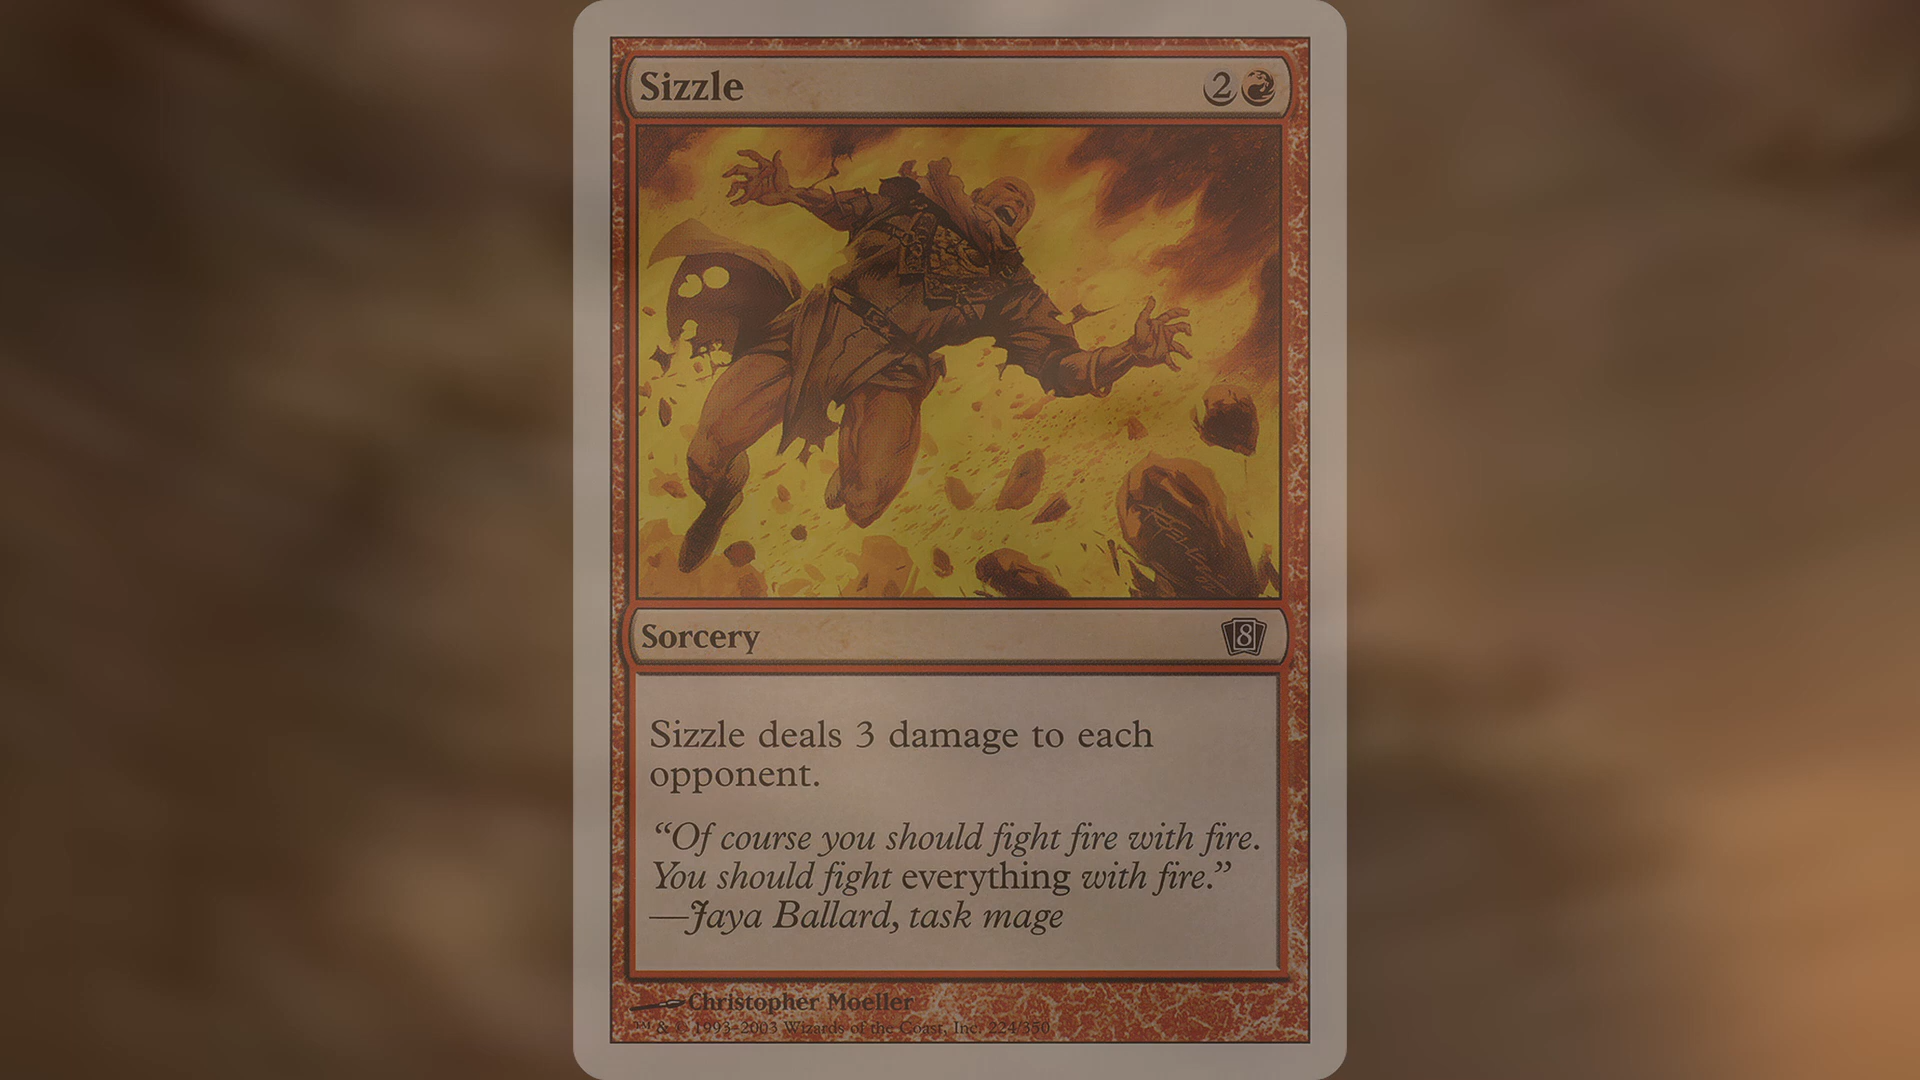 Sizzle
2
Sorcery
8
Sizzle deals 3 damage to each
opponent.
“Of course you should fight fire with fire.
You should fight everything with fire.”
—Jaya Ballard, task mage
Christopher Moeller
™ & © 1993–2003 Wizards of the Coast, Inc. 224/350